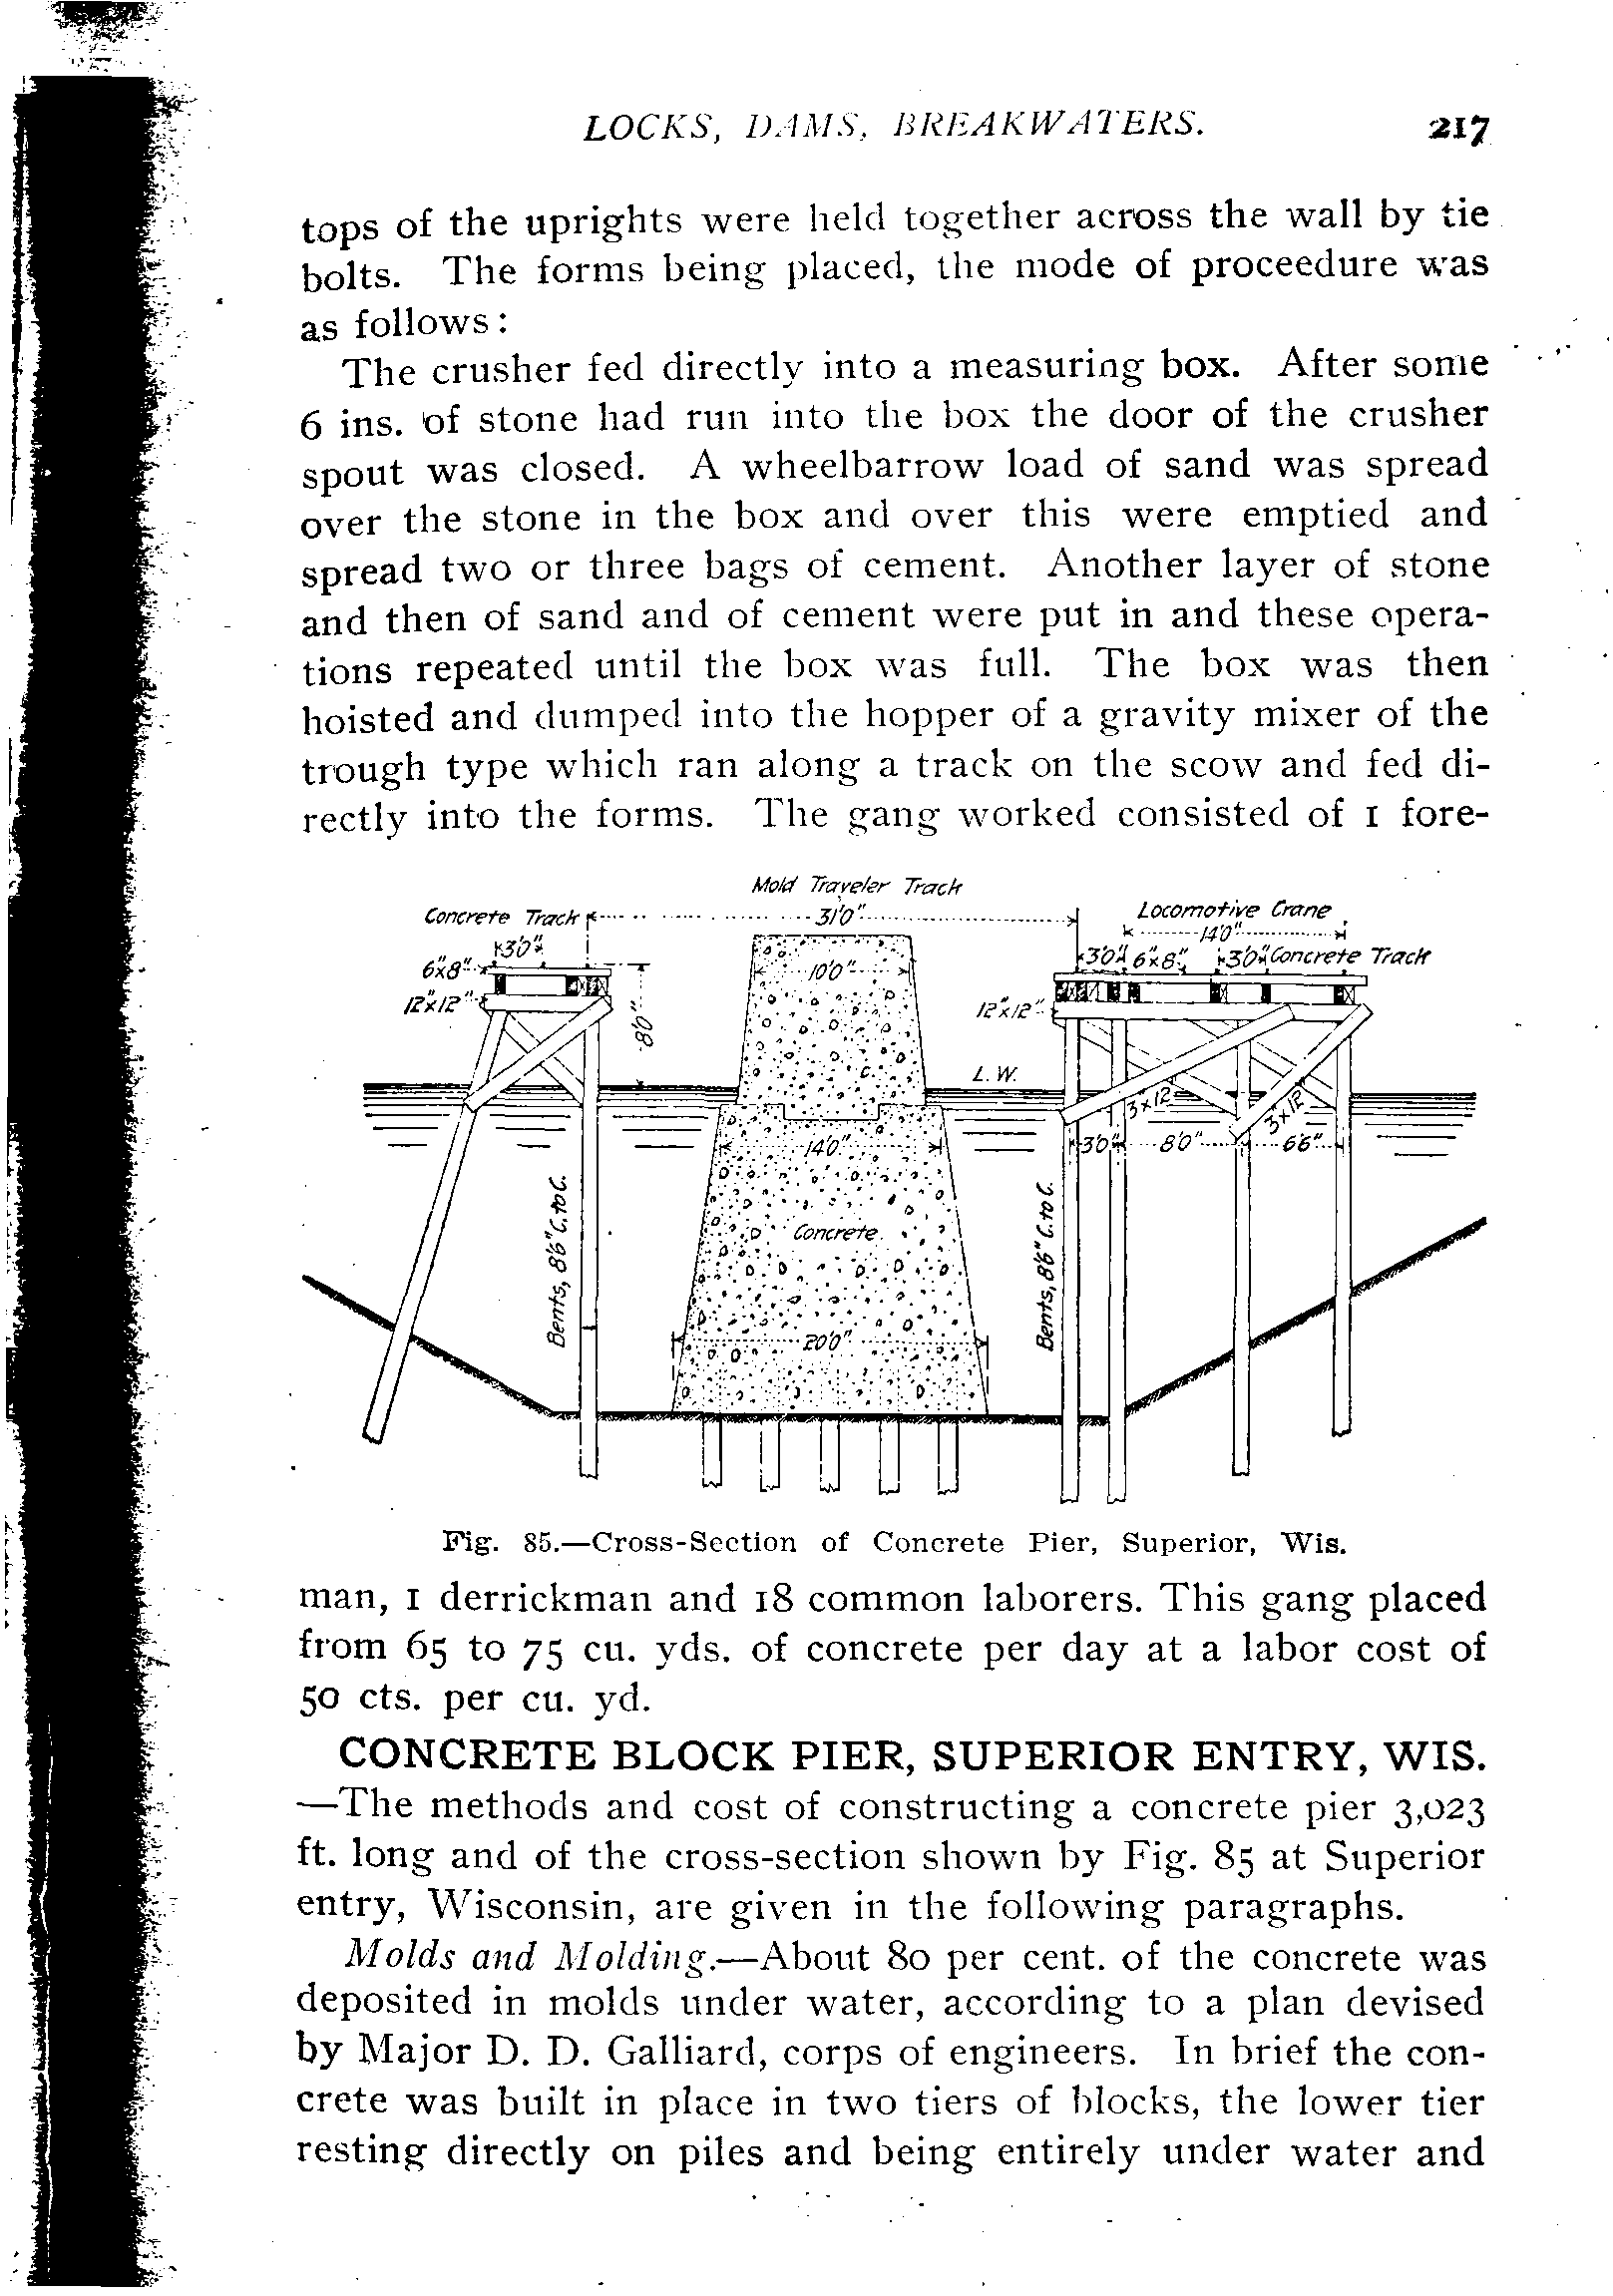 LOCKS, DAMS, BREAKWATERS. 217
tops of the uprights were held together across the wall by tie
bolts. The forms being placed, the mode of proceedure was
as follows:
The crusher fed directly into a measuring box. After some
6 ins. of stone had run into the box the door of the crusher
spout was closed. A wheelbarrow load of sand was spread
over the stone in the box and over this were emptied and
spread two or three bags of cement. Another layer of stone
and then of sand and of cement were put in and these opera-
tions repeated until the box was full. The box was then
hoisted and dumped into the hopper of a gravity mixer of the
trough type which ran along a track on the scow and fed di-
rectly into the forms. The gang worked consisted of 1 fore-
Mold Traveler Track
Concrete Track 31'0" Locomotive Crane
14'0"
3'0" 3'0" 6"x8" 3'0" Concrete Track
6"x8" 10'0"
12"x12" 12"x12"
8'0"
L.W.
3x12 3x12
14'0" 3'0" 8'0" 6'6"
Bents, 8'6" C. to C.
Concrete
Bents, 8'6" C. to C.
20'0"
Fig. 85.—Cross-Section of Concrete Pier, Superior, Wis.
man, 1 derrickman and 18 common laborers. This gang placed
from 65 to 75 cu. yds. of concrete per day at a labor cost of
50 cts. per cu. yd.
CONCRETE BLOCK PIER, SUPERIOR ENTRY, WIS.
—The methods and cost of constructing a concrete pier 3,023
ft. long and of the cross-section shown by Fig. 85 at Superior
entry, Wisconsin, are given in the following paragraphs.
Molds and Molding.—About 80 per cent. of the concrete was
deposited in molds under water, according to a plan devised
by Major D. D. Galliard, corps of engineers. In brief the con-
crete was built in place in two tiers of blocks, the lower tier
resting directly on piles and being entirely under water and